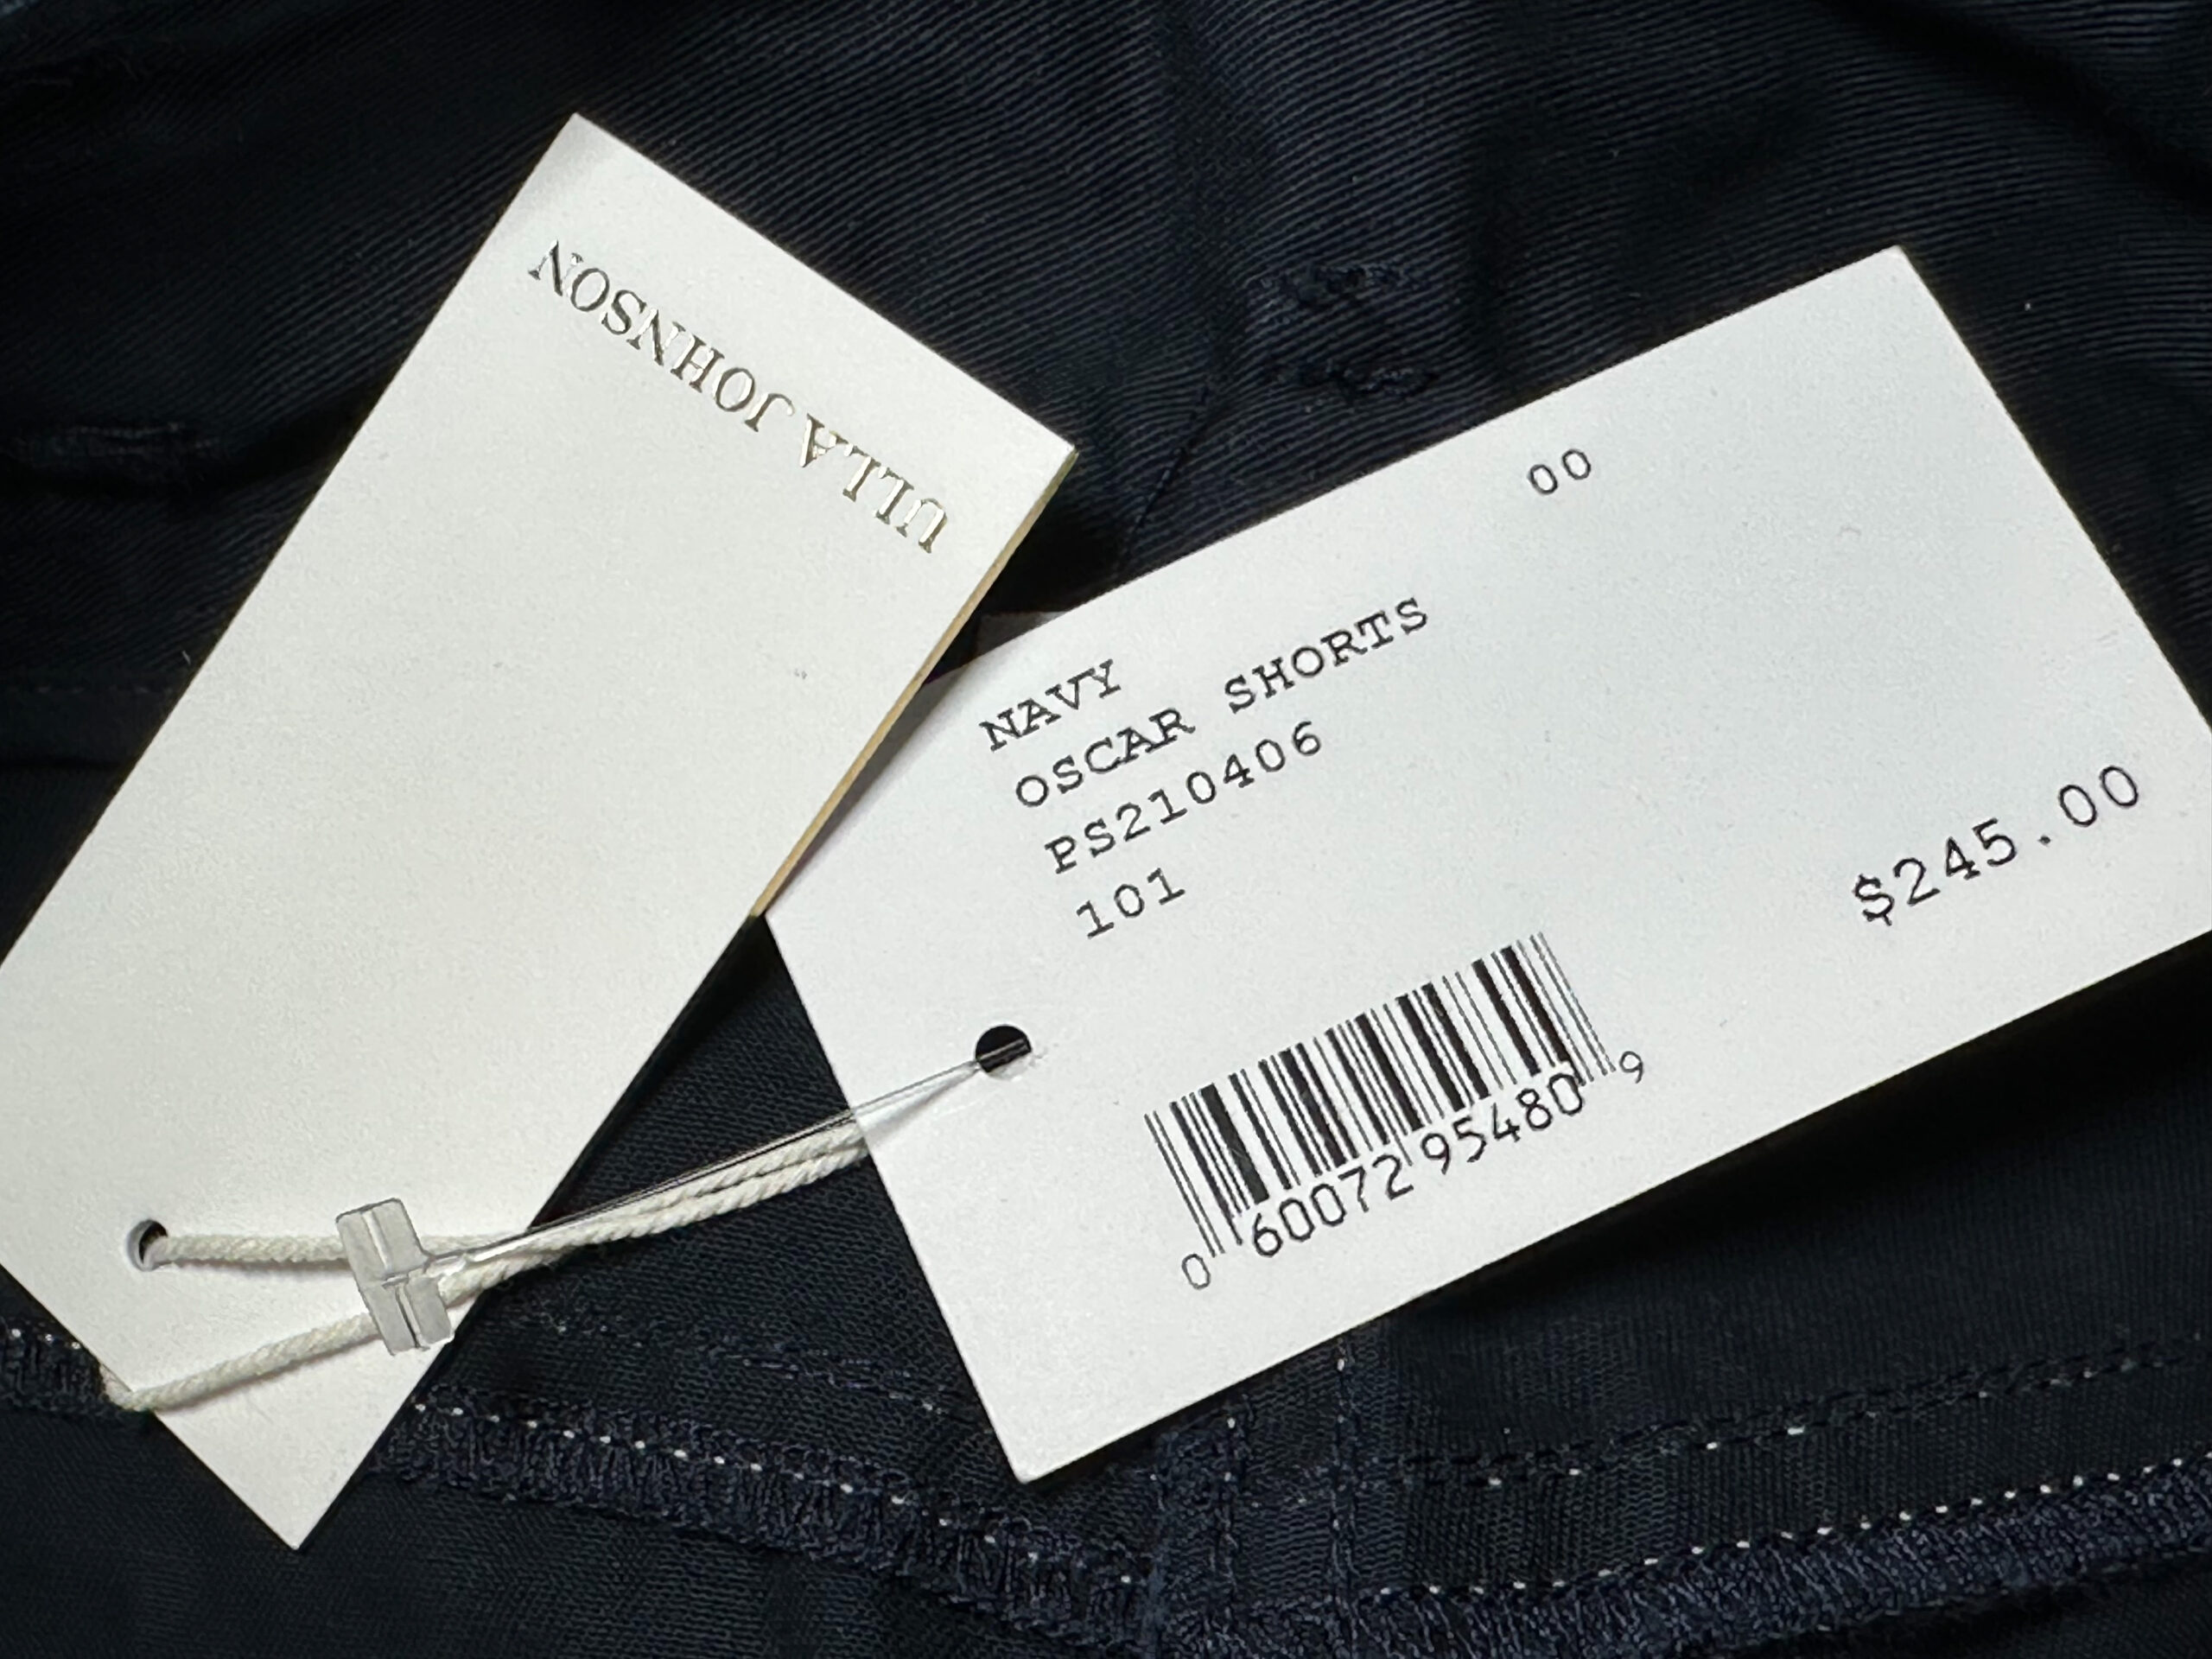 ULLA JOHNSON
00
NAVY
OSCAR SHORTS
PS210406
101
$245.00
0 60072 95480 9